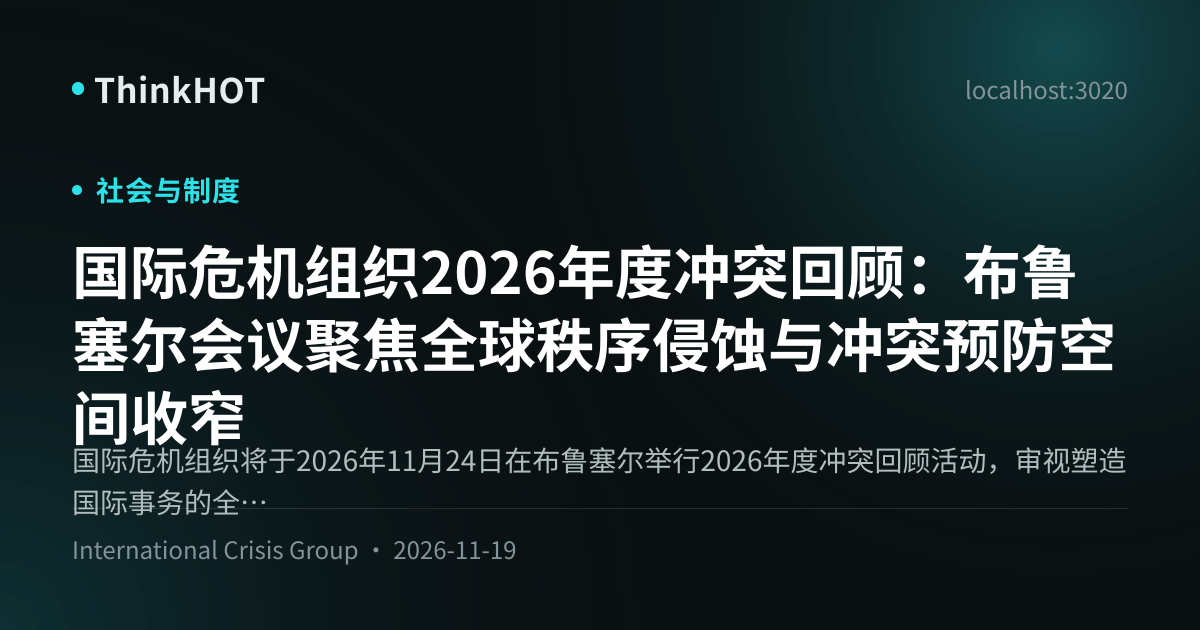 ThinkHOT
localhost:3020
社会与制度
国际危机组织2026年度冲突回顾：布鲁
塞尔会议聚焦全球秩序侵蚀与冲突预防空
间收窄
国际危机组织将于2026年11月24日在布鲁塞尔举行2026年度冲突回顾活动，审视塑造
国际事务的全…
International Crisis Group · 2026-11-19